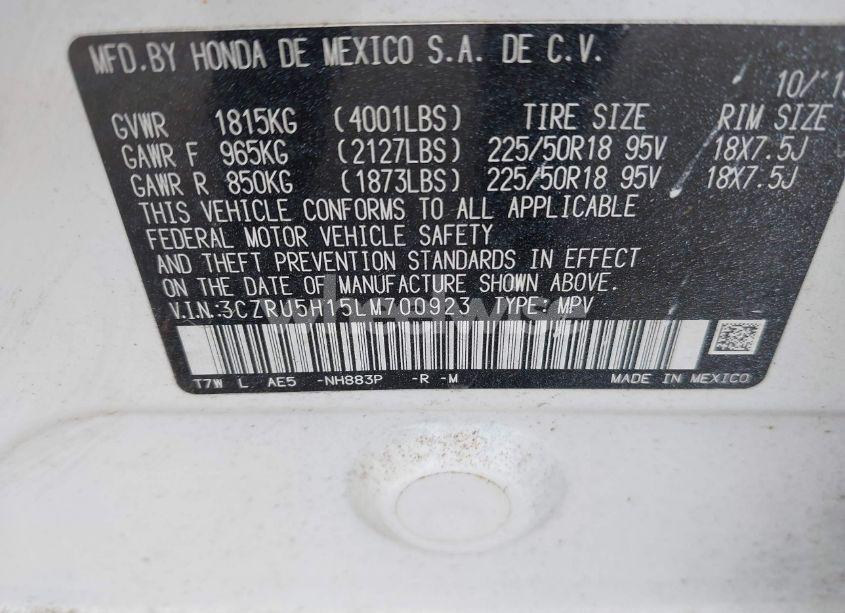 MFD. BY HONDA DE MEXICO S.A. DE C.V.
10/'1
GVWR 1815KG (4001LBS) TIRE SIZE RIM SIZE
GAWR F 965KG (2127LBS) 225/50R18 95V 18X7.5J
GAWR R 850KG (1873LBS) 225/50R18 95V 18X7.5J
THIS VEHICLE CONFORMS TO ALL APPLICABLE
FEDERAL MOTOR VEHICLE SAFETY
AND THEFT PREVENTION STANDARDS IN EFFECT
ON THE DATE OF MANUFACTURE SHOWN ABOVE.
V.I.N:3CZRU5H15LM700923 TYPE: MPV
T7W L AE5 -NH883P -R -M MADE IN MEXICO